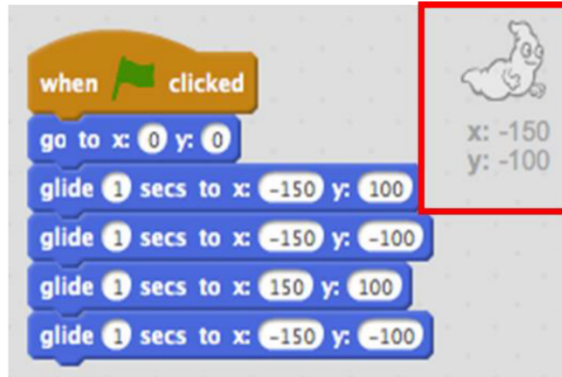 when clicked
go to x: 0 y: 0
glide 1 secs to x: -150 y: 100
glide 1 secs to x: -150 y: -100
glide 1 secs to x: 150 y: 100
glide 1 secs to x: -150 y: -100
x: -150
y: -100